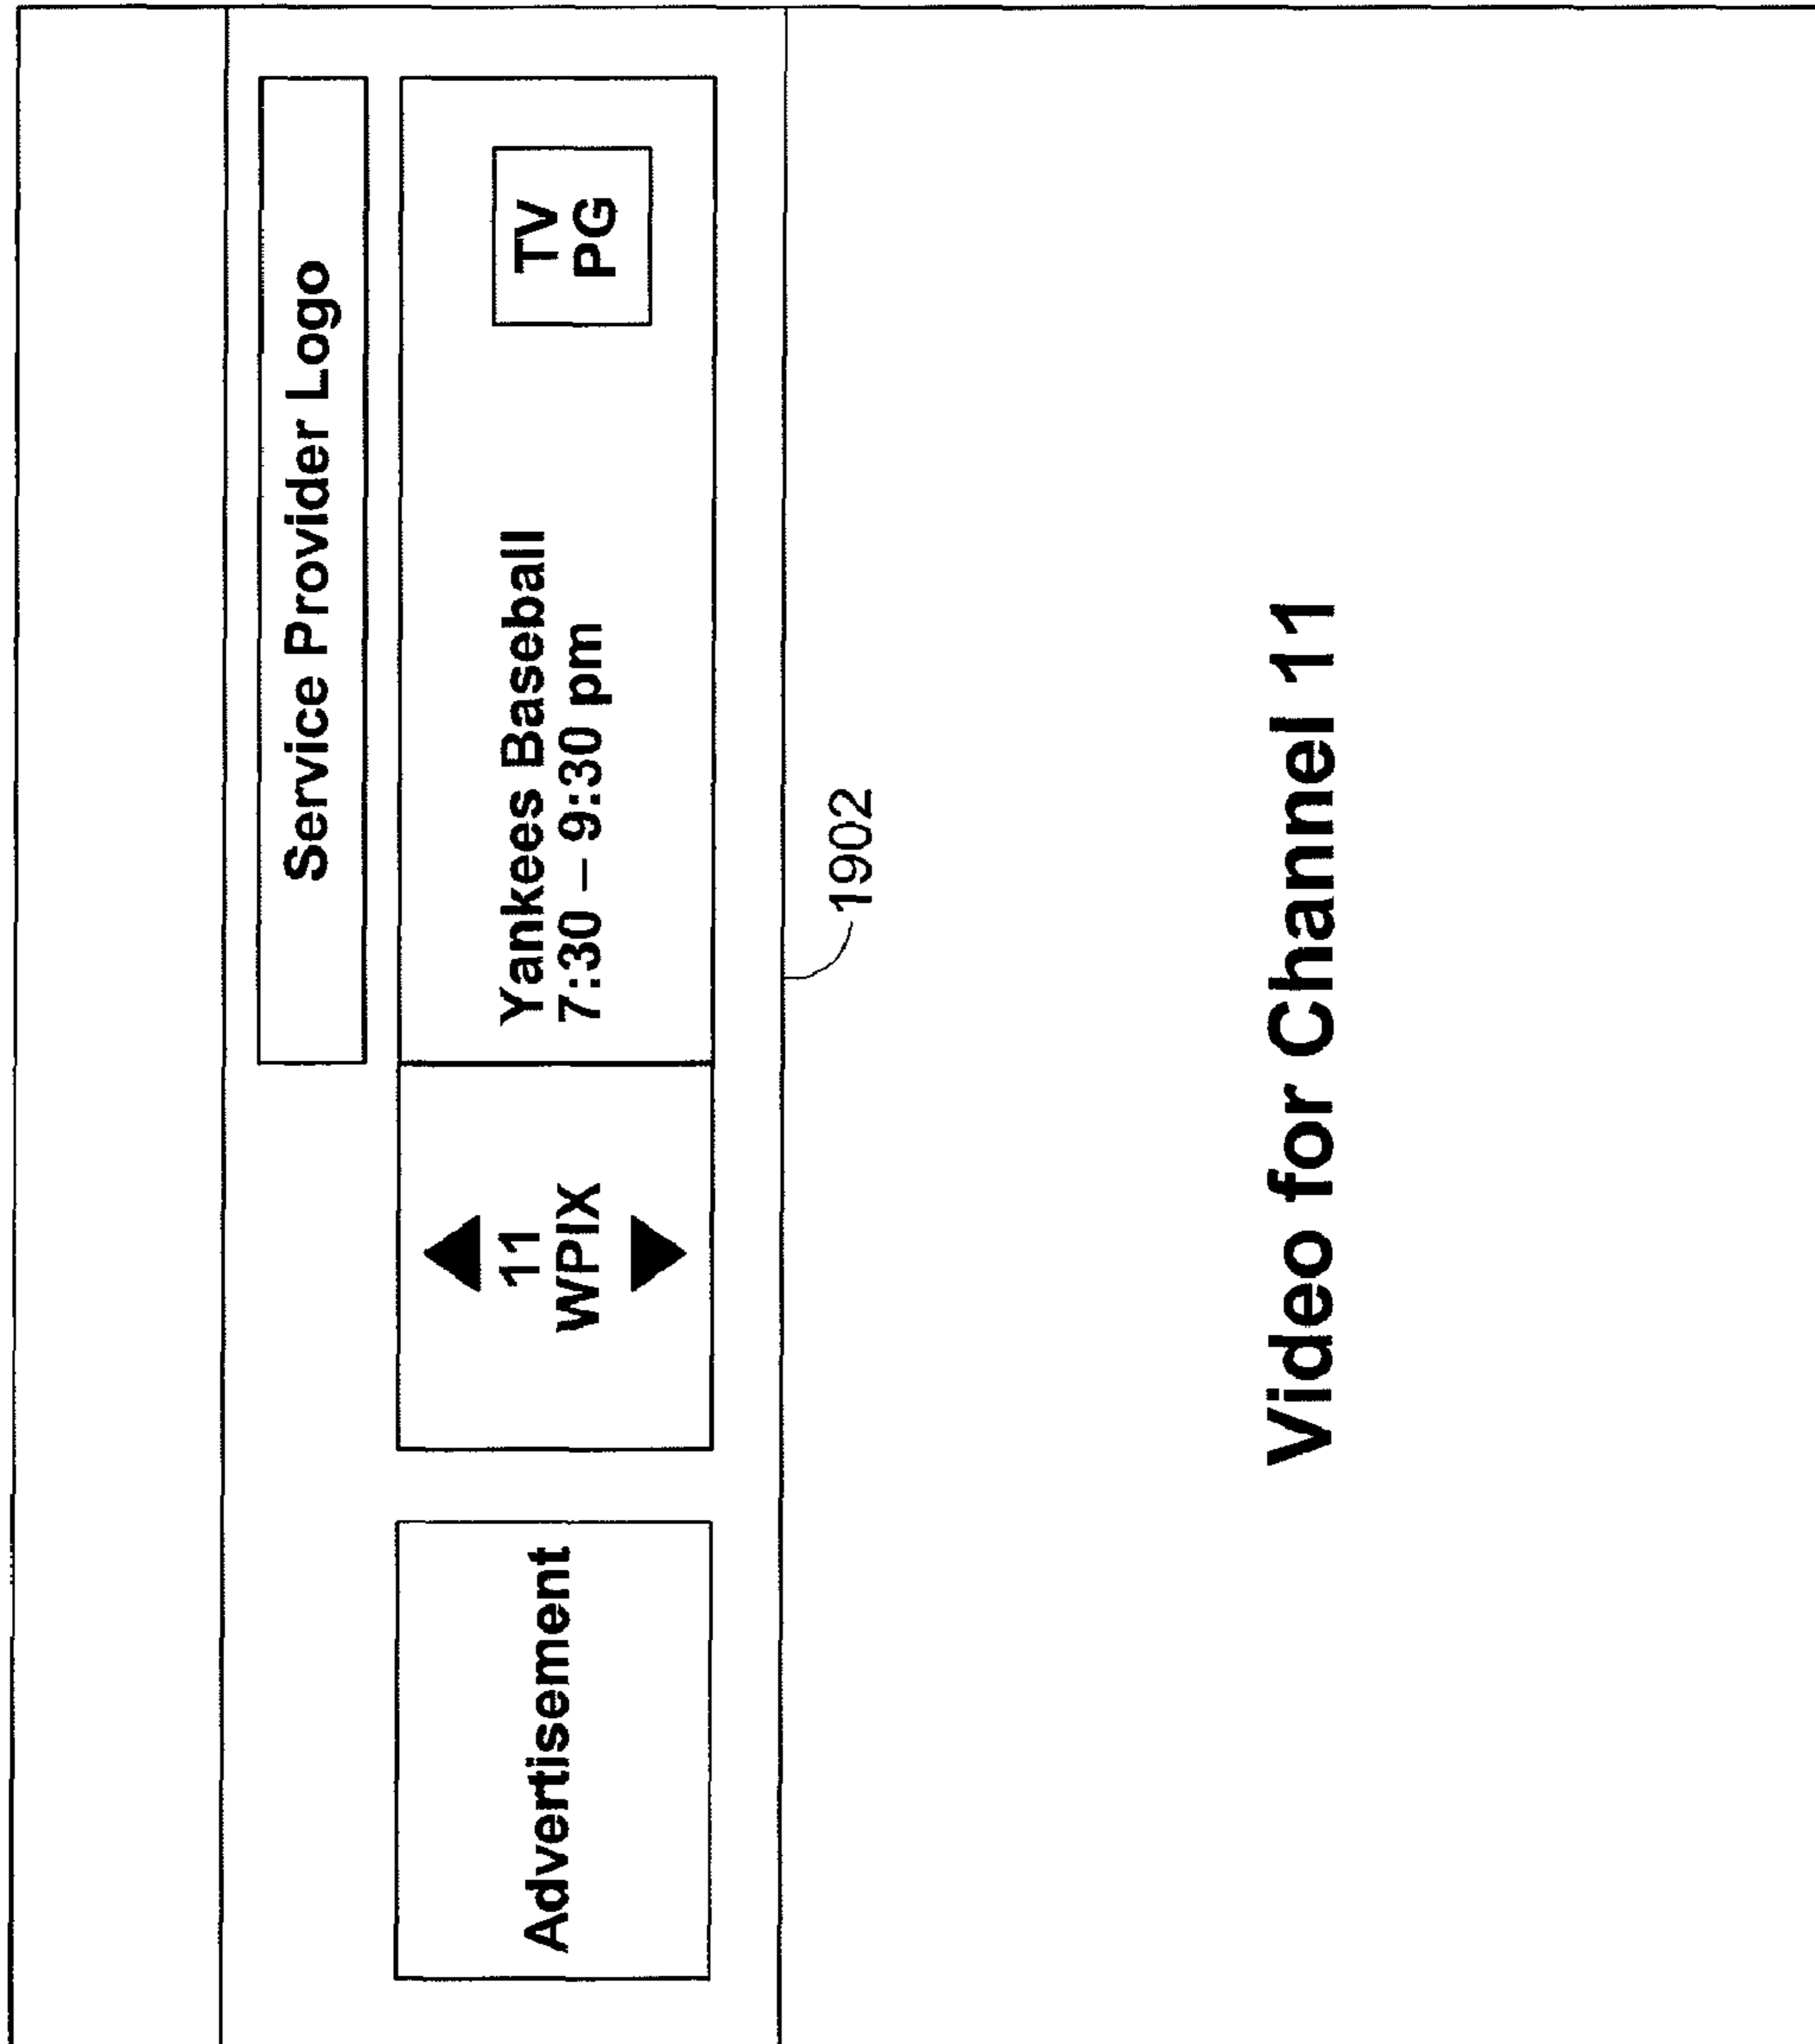 Service Provider Logo
Advertisement
11
WPIX
Yankees Baseball
7:30 – 9:30 pm
TV
PG
1902
Video for Channel 11